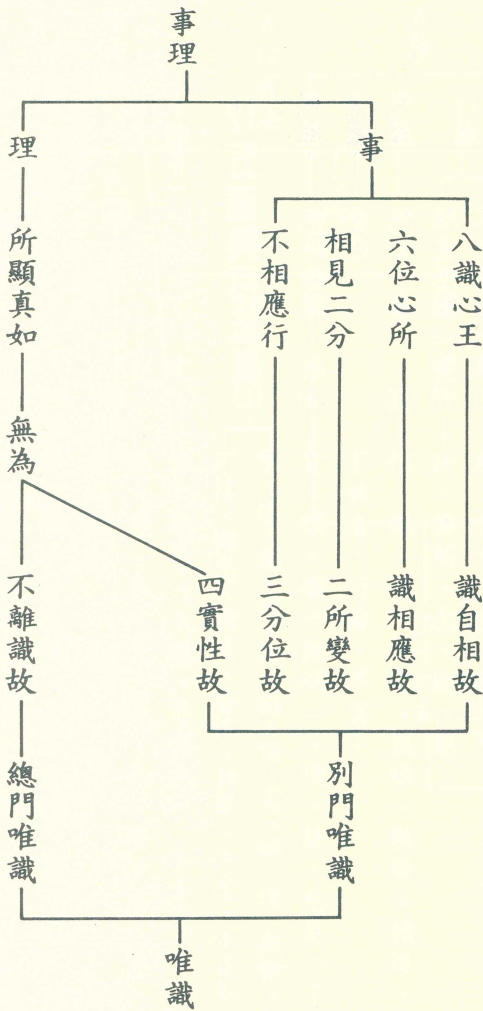 事理
事
理
八識心王
六位心所
相見二分
不相應行
所顯真如
無為
識自相故
識相應故
二所變故
三分位故
四實性故
不離識故
別門唯識
總門唯識
唯識